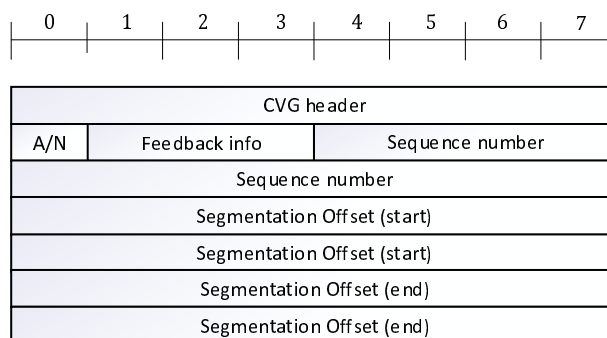 0 1 2 3 4 5 6 7
CVG header
A/N Feedback info Sequence number
Sequence number
Segmentation Offset (start)
Segmentation Offset (start)
Segmentation Offset (end)
Segmentation Offset (end)